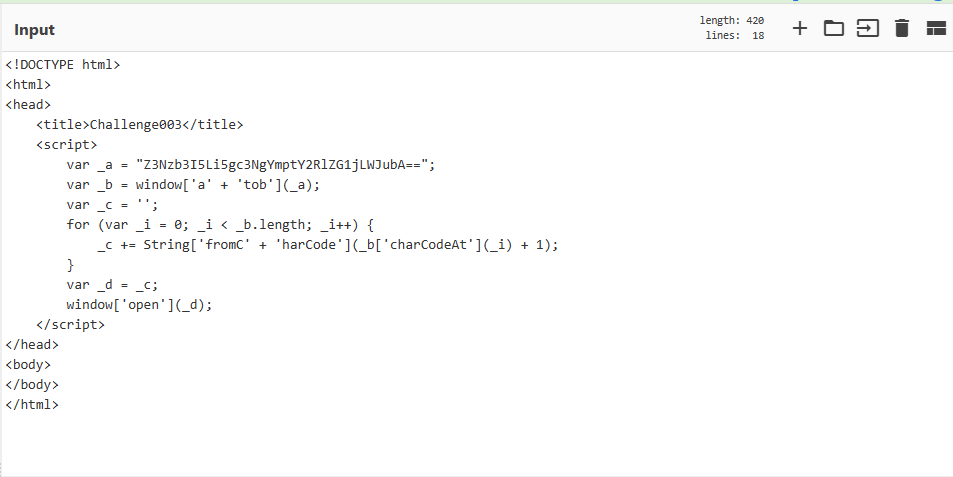 Input
length: 420
lines: 18
<!DOCTYPE html>
<html>
<head>
    <title>Challenge003</title>
    <script>
        var _a = "Z3Nzb3I5Li5gc3NgYmptY2RlZG1jLWJubA==";
        var _b = window['a' + 'tob'](_a);
        var _c = '';
        for (var _i = 0; _i < _b.length; _i++) {
            _c += String['fromC' + 'harCode'](_b['charCodeAt'](_i) + 1);
        }
        var _d = _c;
        window['open'](_d);
    </script>
</head>
<body>
</body>
</html>